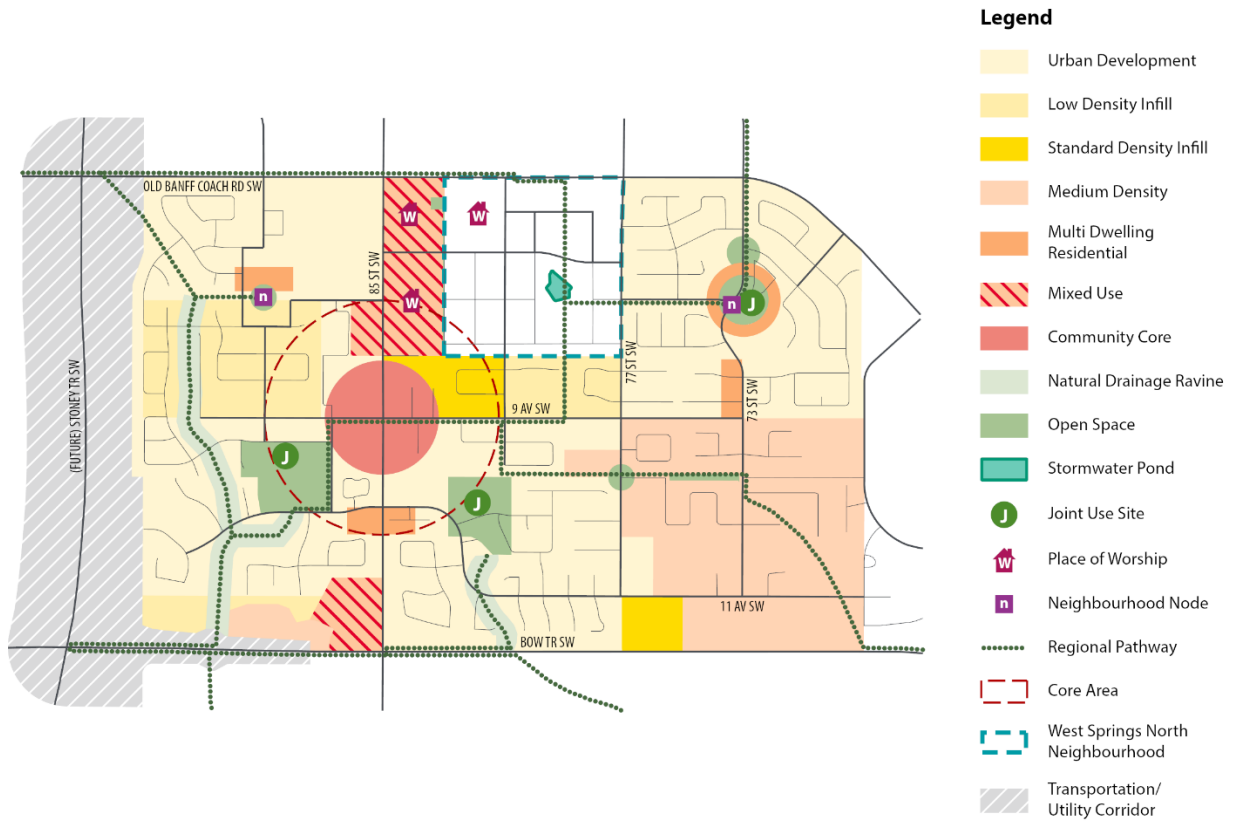 Legend
Urban Development
Low Density Infill
Standard Density Infill
Medium Density
Multi Dwelling
Residential
Mixed Use
Community Core
Natural Drainage Ravine
Open Space
Stormwater Pond
J
Joint Use Site
W
Place of Worship
n
Neighbourhood Node
Regional Pathway
Core Area
West Springs North
Neighbourhood
Transportation/
Utility Corridor
OLD BANFF COACH RD SW
W
W
85 ST SW
n
W
n
J
77 ST SW
(FUTURE) STONEY TR SW
73 ST SW
9 AV SW
J
J
11 AV SW
BOW TR SW